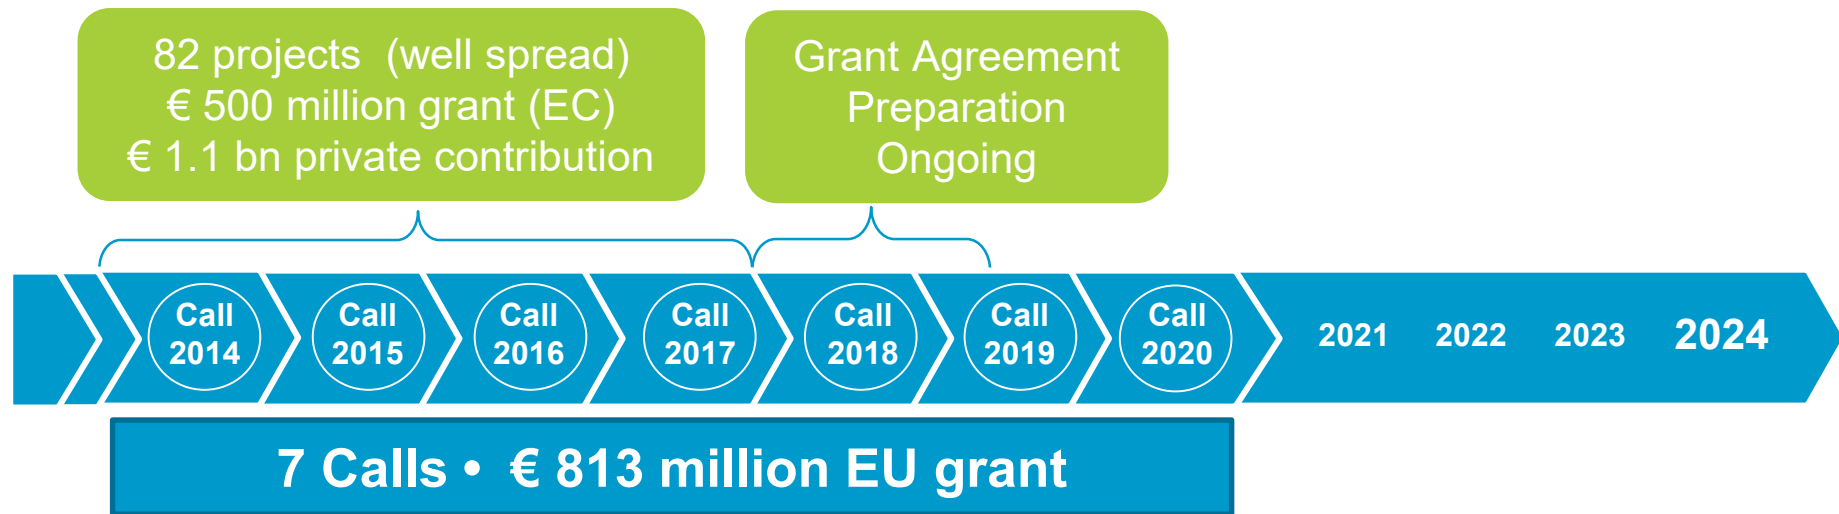 82 projects (well spread)
€ 500 million grant (EC)
€ 1.1 bn private contribution
Grant Agreement
Preparation
Ongoing
Call
2014
Call
2015
Call
2016
Call
2017
Call
2018
Call
2019
Call
2020
2021
2022
2023
2024
7 Calls • € 813 million EU grant